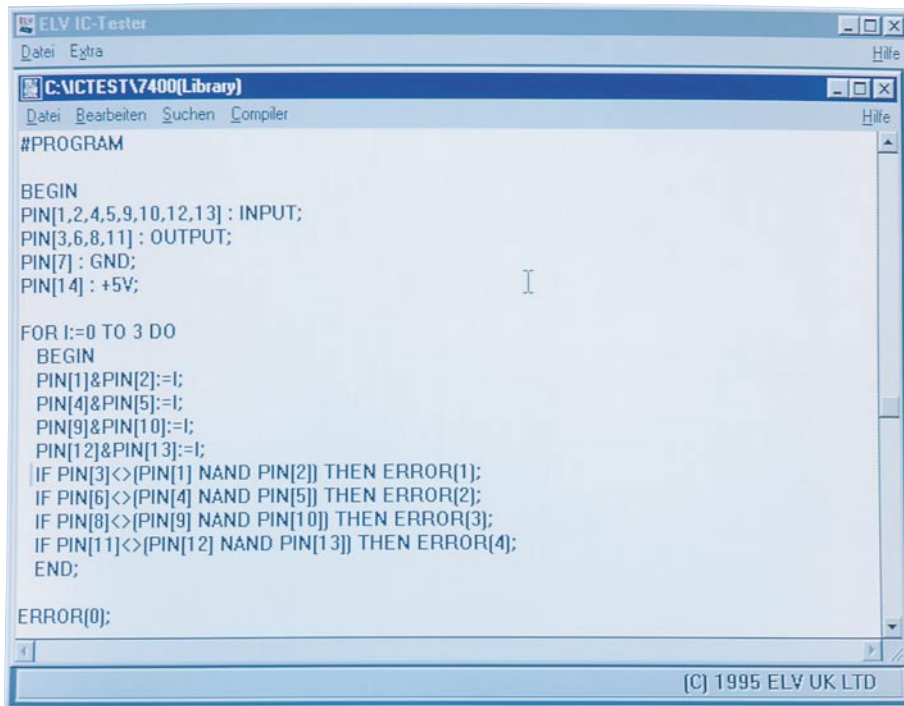 ELV IC-Tester
Datei Extra Hilfe
C:\ICTEST\7400(Library)
Datei Bearbeiten Suchen Compiler Hilfe
#PROGRAM
BEGIN
PIN[1,2,4,5,9,10,12,13] : INPUT;
PIN[3,6,8,11] : OUTPUT;
PIN[7] : GND;
PIN[14] : +5V;
FOR I:=0 TO 3 DO
BEGIN
PIN[1]&PIN[2]:=I;
PIN[4]&PIN[5]:=I;
PIN[9]&PIN[10]:=I;
PIN[12]&PIN[13]:=I;
IF PIN[3]<>(PIN[1] NAND PIN[2]) THEN ERROR(1);
IF PIN[6]<>(PIN[4] NAND PIN[5]) THEN ERROR(2);
IF PIN[8]<>(PIN[9] NAND PIN[10]) THEN ERROR(3);
IF PIN[11]<>(PIN[12] NAND PIN[13]) THEN ERROR(4);
END;
ERROR(0);
(C) 1995 ELV UK LTD